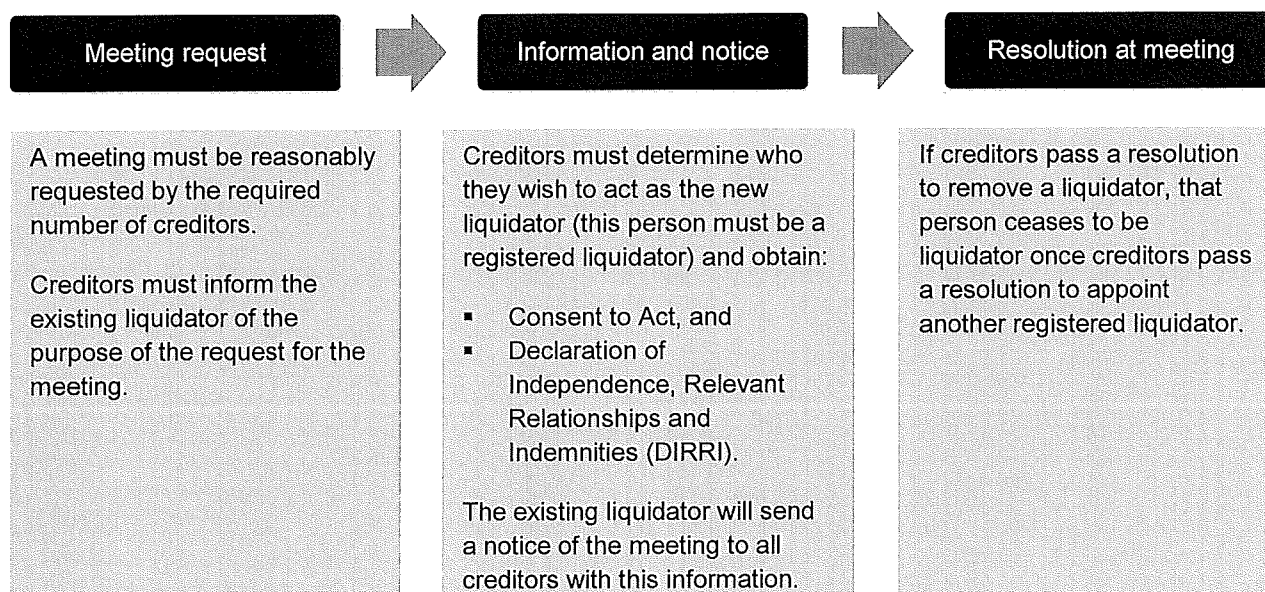 Meeting request
Information and notice
Resolution at meeting
A meeting must be reasonably
requested by the required
number of creditors.
Creditors must inform the
existing liquidator of the
purpose of the request for the
meeting.
Creditors must determine who
they wish to act as the new
liquidator (this person must be a
registered liquidator) and obtain:
▪ Consent to Act, and
▪ Declaration of
Independence, Relevant
Relationships and
Indemnities (DIRRI).
The existing liquidator will send
a notice of the meeting to all
creditors with this information.
If creditors pass a resolution
to remove a liquidator, that
person ceases to be
liquidator once creditors pass
a resolution to appoint
another registered liquidator.